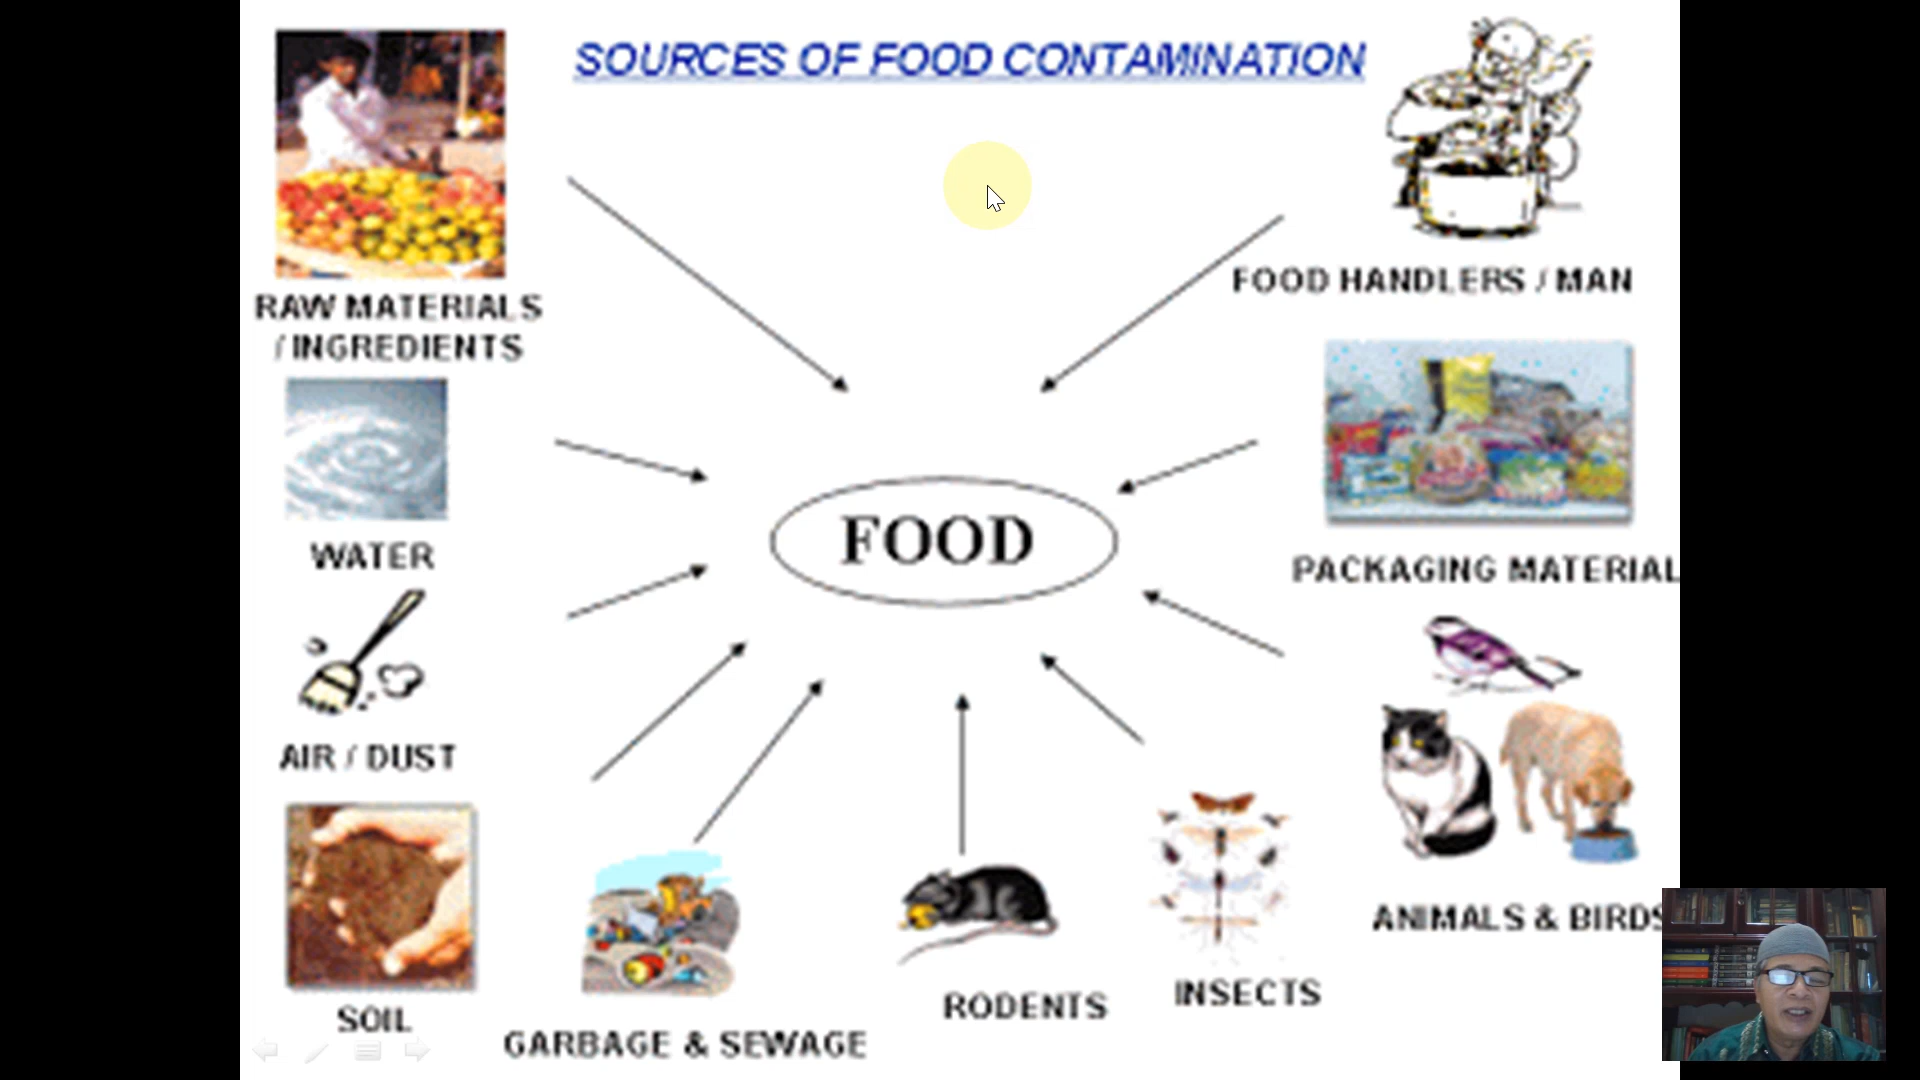 SOURCES OF FOOD CONTAMINATION
RAW MATERIALS
/ INGREDIENTS
FOOD HANDLERS / MAN
WATER
FOOD
PACKAGING MATERIAL
AIR / DUST
ANIMALS & BIRDS
SOIL
GARBAGE & SEWAGE
RODENTS
INSECTS